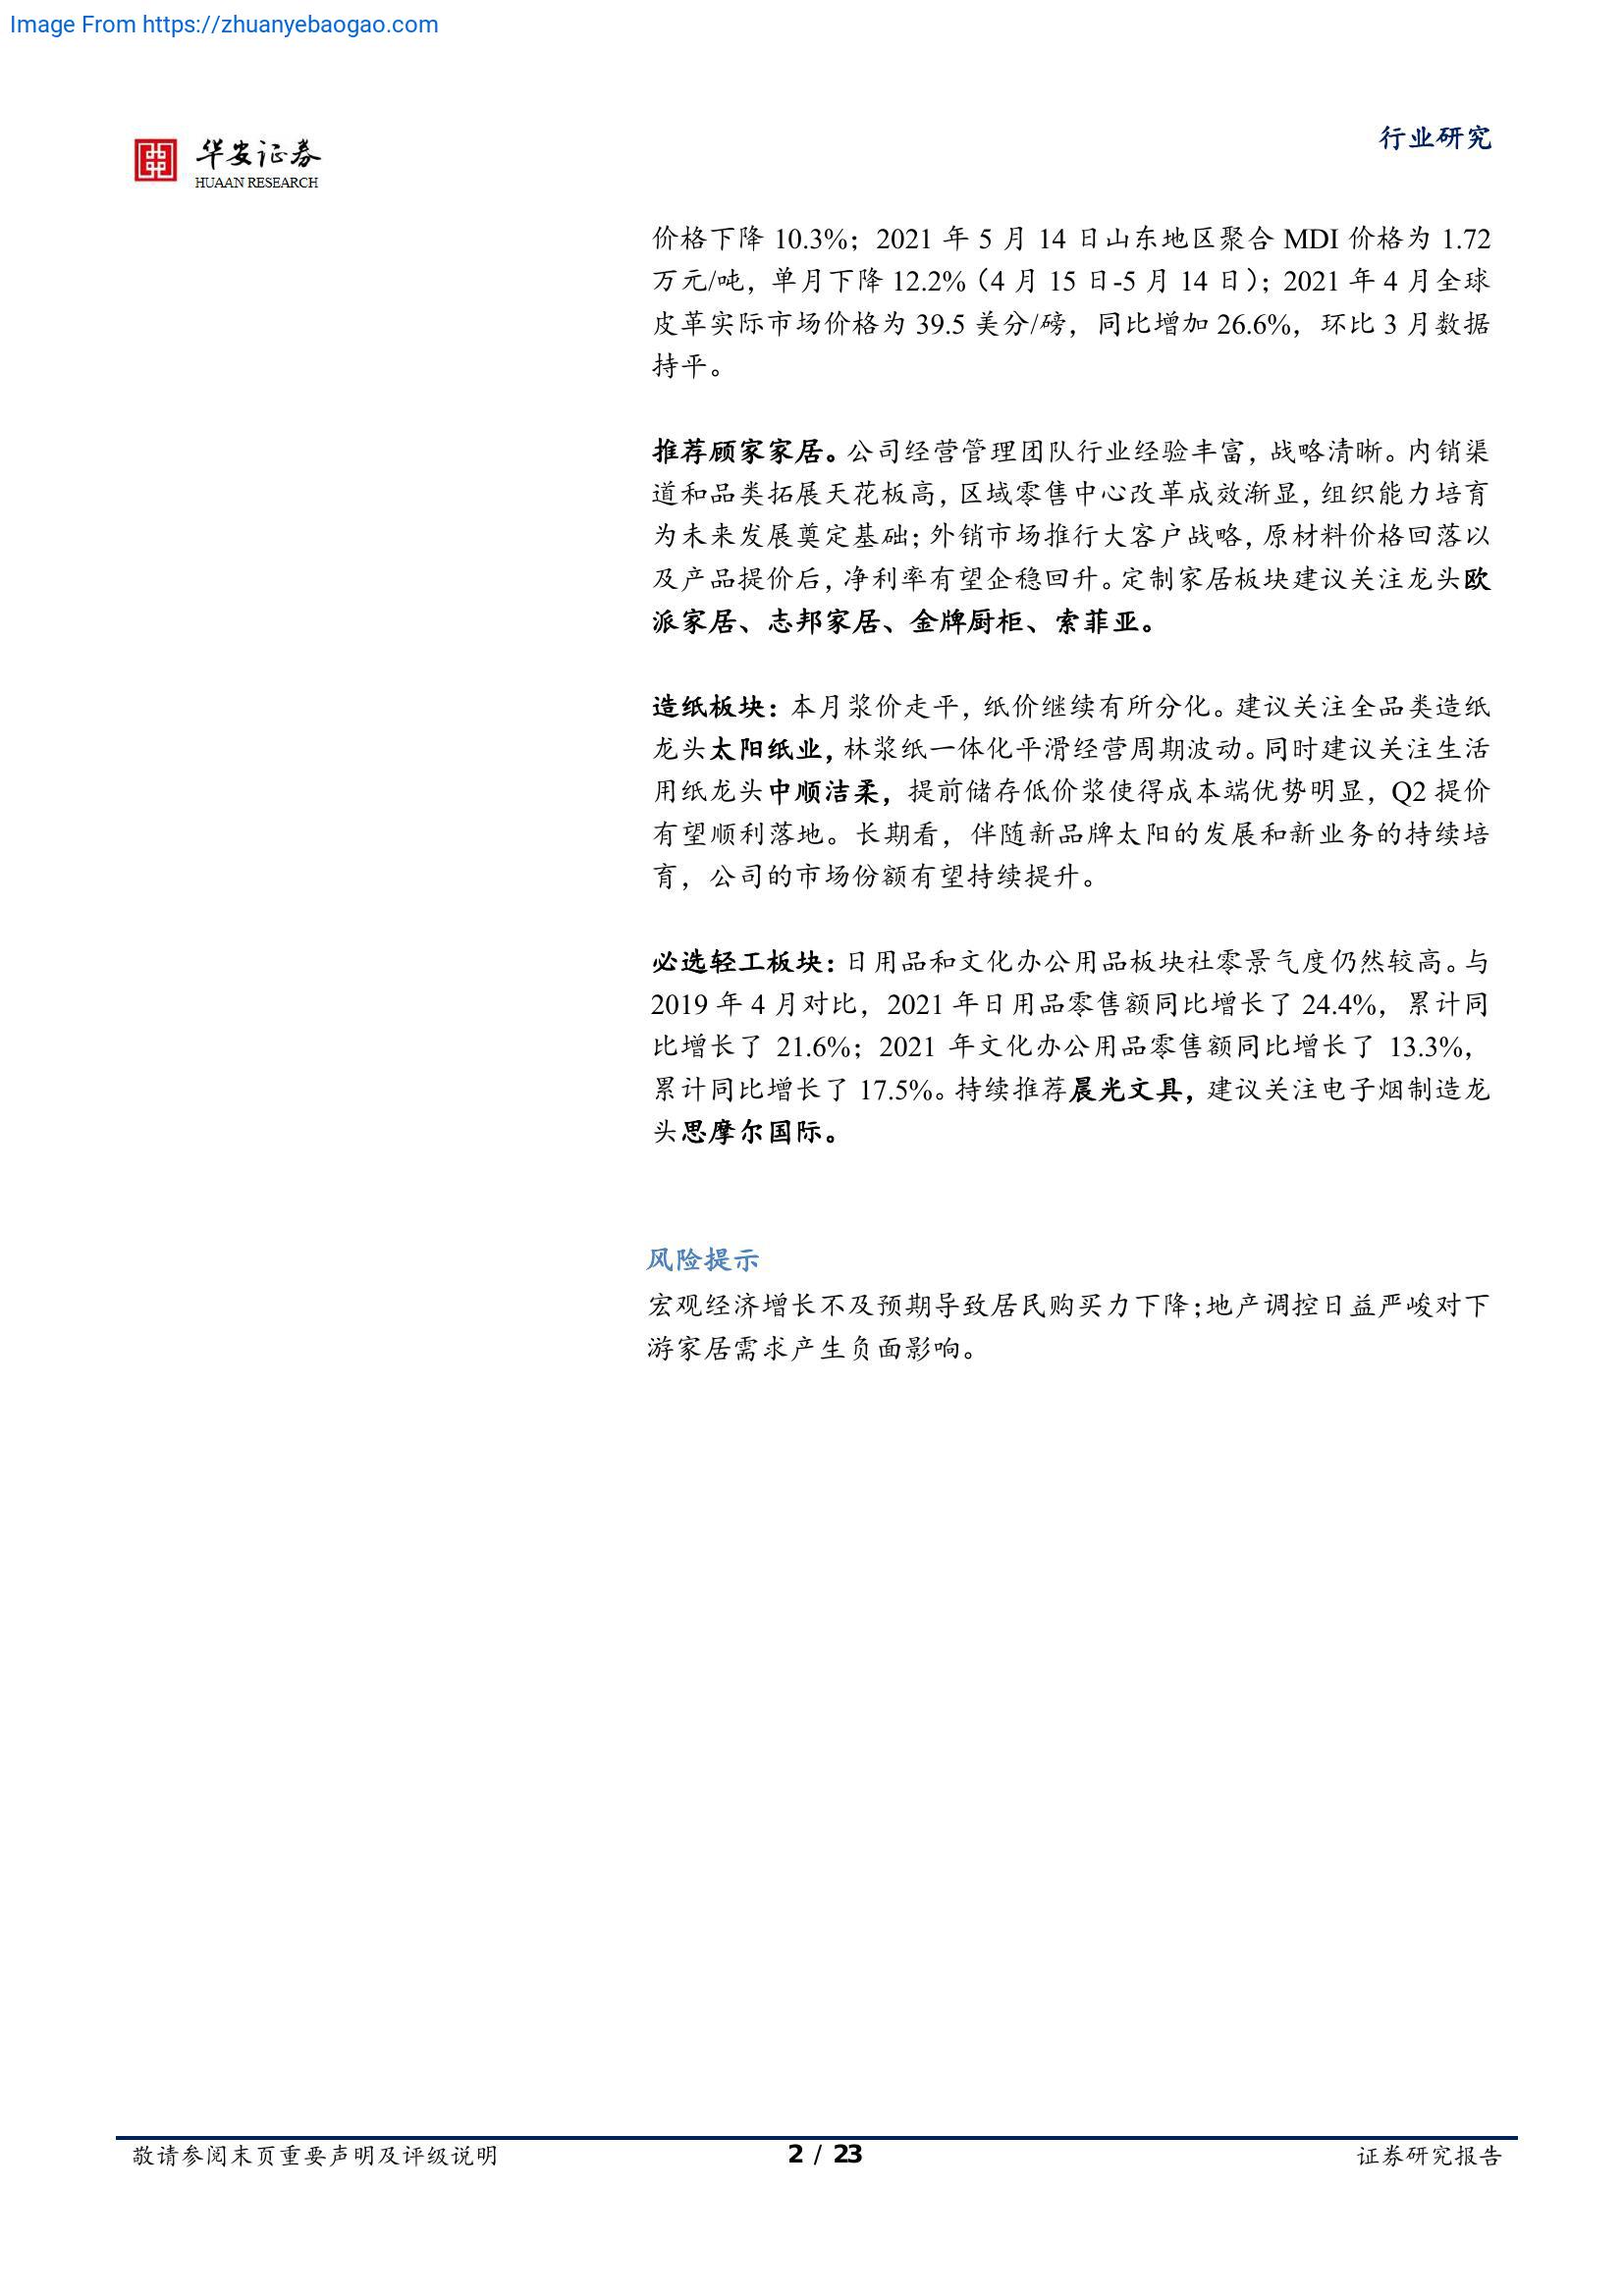 Image From https://zhuanyebaogao.com
华安证券
HUAAN RESEARCH
行业研究
价格下降 10.3%；2021 年 5 月 14 日山东地区聚合 MDI 价格为 1.72
万元/吨，单月下降 12.2%（4 月 15 日-5 月 14 日）；2021 年 4 月全球
皮革实际市场价格为 39.5 美分/磅，同比增加 26.6%，环比 3 月数据
持平。
推荐顾家家居。公司经营管理团队行业经验丰富，战略清晰。内销渠
道和品类拓展天花板高，区域零售中心改革成效渐显，组织能力培育
为未来发展奠定基础；外销市场推行大客户战略，原材料价格回落以
及产品提价后，净利率有望企稳回升。定制家居板块建议关注龙头欧
派家居、志邦家居、金牌厨柜、索菲亚。
造纸板块：本月浆价走平，纸价继续有所分化。建议关注全品类造纸
龙头太阳纸业，林浆纸一体化平滑经营周期波动。同时建议关注生活
用纸龙头中顺洁柔，提前储存低价浆使得成本端优势明显，Q2 提价
有望顺利落地。长期看，伴随新品牌太阳的发展和新业务的持续培
育，公司的市场份额有望持续提升。
必选轻工板块：日用品和文化办公用品板块社零景气度仍然较高。与
2019 年 4 月对比，2021 年日用品零售额同比增长了 24.4%，累计同
比增长了 21.6%；2021 年文化办公用品零售额同比增长了 13.3%，
累计同比增长了 17.5%。持续推荐晨光文具，建议关注电子烟制造龙
头思摩尔国际。
风险提示
宏观经济增长不及预期导致居民购买力下降；地产调控日益严峻对下
游家居需求产生负面影响。
敬请参阅末页重要声明及评级说明
2 / 23
证券研究报告